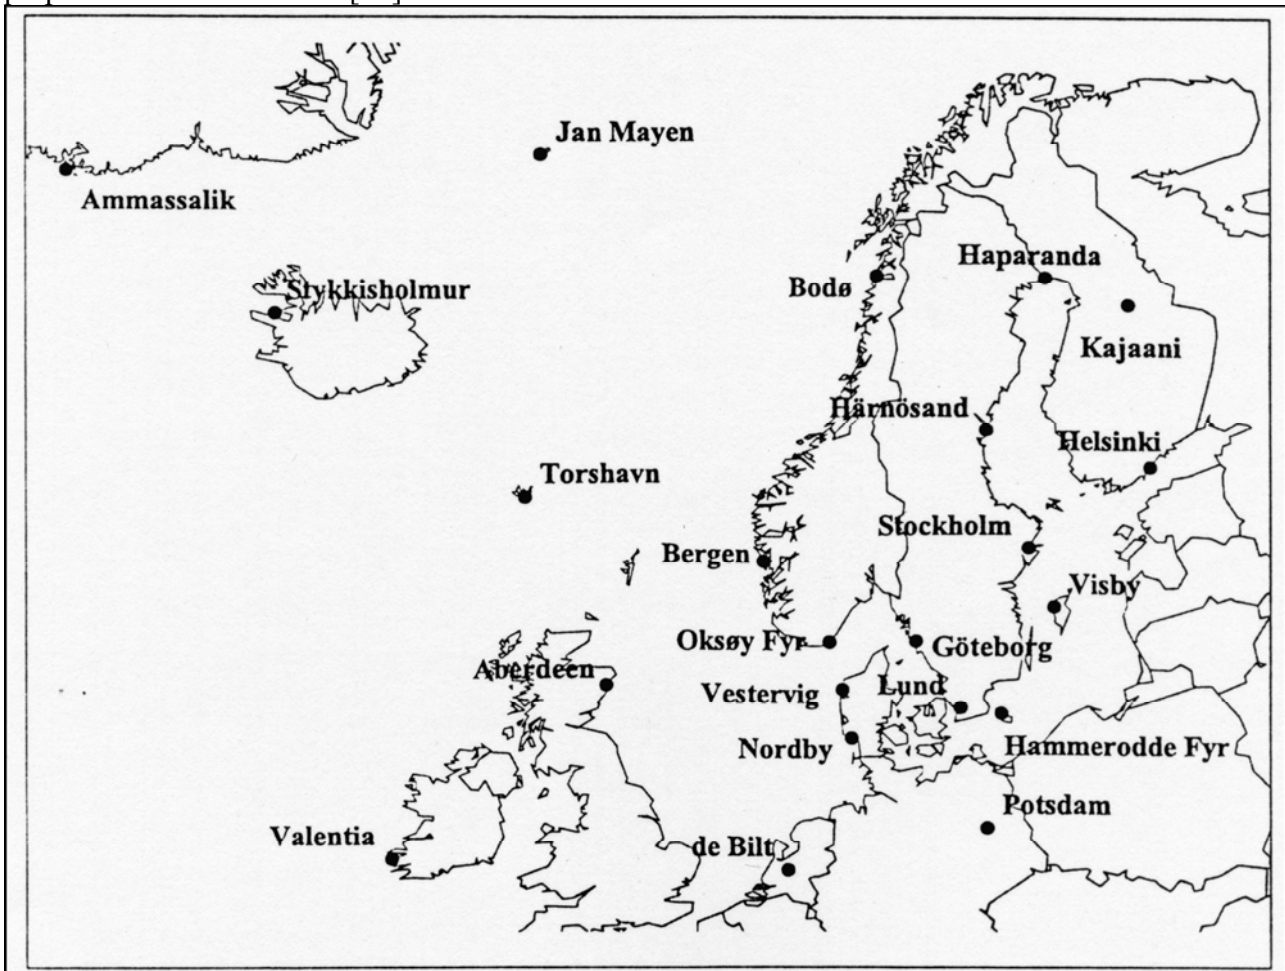 Jan Mayen
Ammassalik
Haparanda
Stykkisholmur
Bodø
Kajaani
Härnösand
Helsinki
Torshavn
Stockholm
Bergen
Visby
Oksøy Fyr
Göteborg
Aberdeen
Vestervig
Lund
Nordby
Hammerodde Fyr
Potsdam
Valentia
de Bilt